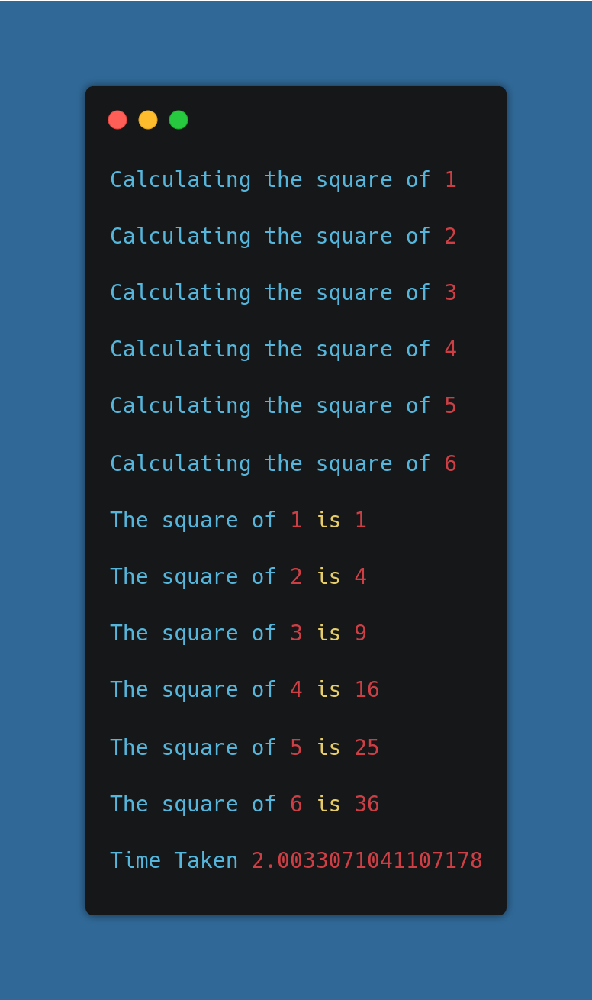 Calculating the square of 1
Calculating the square of 2
Calculating the square of 3
Calculating the square of 4
Calculating the square of 5
Calculating the square of 6
The square of 1 is 1
The square of 2 is 4
The square of 3 is 9
The square of 4 is 16
The square of 5 is 25
The square of 6 is 36
Time Taken 2.0033071041107178